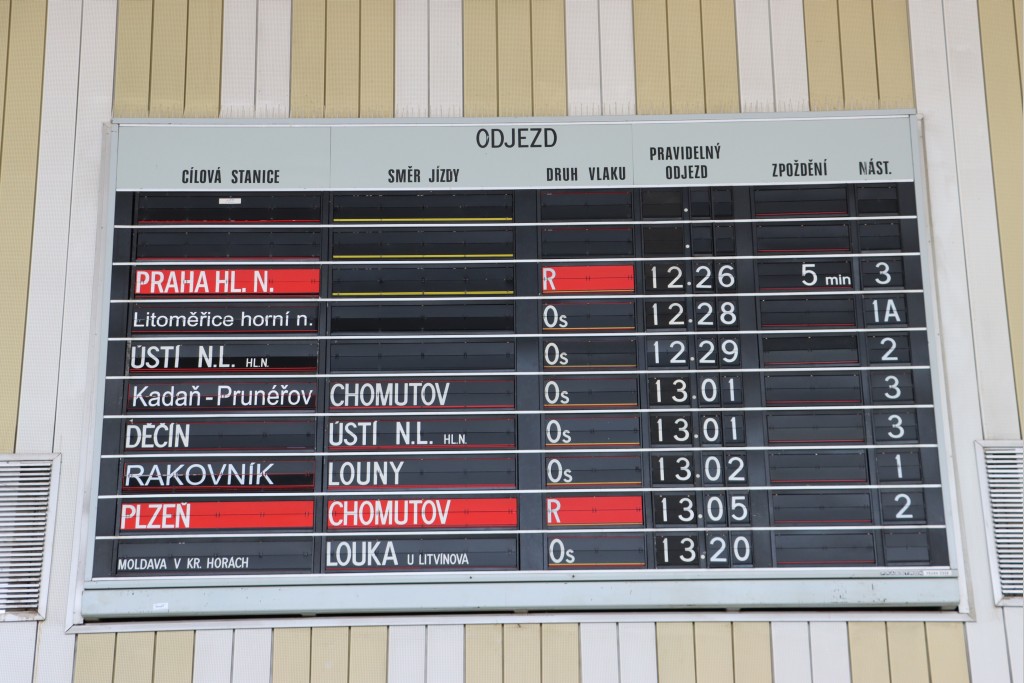 ODJEZD
CÍLOVÁ STANICE SMĚR JÍZDY DRUH VLAKU PRAVIDELNÝ ODJEZD ZPOŽDĚNÍ NÁST.
PRAHA HL. N. R 12.26 5 min 3
Litoměřice horní n. Os 12.28 1A
ÚSTÍ N.L. HL.N. Os 12.29 2
Kadaň-Prunéřov CHOMUTOV Os 13.01 3
DĚČÍN ÚSTÍ N.L. HL.N. Os 13.01 3
RAKOVNÍK LOUNY Os 13.02 1
PLZEŇ CHOMUTOV R 13.05 2
MOLDAVA V KR. HORÁCH LOUKA U LITVÍNOVA Os 13.20